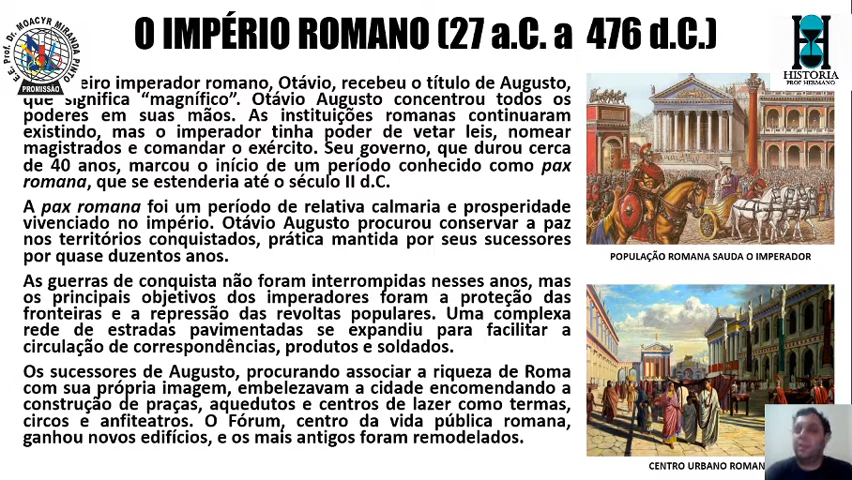 O IMPÉRIO ROMANO (27 a.C. a 476 d.C.)
E.E. Prof. Dr. MOACYR MIRANDA PINTO
PROMISSÃO
HISTORIA
PROF HERMANO
eiro imperador romano, Otávio, recebeu o título de Augusto,
que significa “magnífico”. Otávio Augusto concentrou todos os
poderes em suas mãos. As instituições romanas continuaram
existindo, mas o imperador tinha poder de vetar leis, nomear
magistrados e comandar o exército. Seu governo, que durou cerca
de 40 anos, marcou o início de um período conhecido como pax
romana, que se estenderia até o século II d.C.
A pax romana foi um período de relativa calmaria e prosperidade
vivenciado no império. Otávio Augusto procurou conservar a paz
nos territórios conquistados, prática mantida por seus sucessores
por quase duzentos anos.
As guerras de conquista não foram interrompidas nesses anos, mas
os principais objetivos dos imperadores foram a proteção das
fronteiras e a repressão das revoltas populares. Uma complexa
rede de estradas pavimentadas se expandiu para facilitar a
circulação de correspondências, produtos e soldados.
Os sucessores de Augusto, procurando associar a riqueza de Roma
com sua própria imagem, embelezavam a cidade encomendando a
construção de praças, aquedutos e centros de lazer como termas,
circos e anfiteatros. O Fórum, centro da vida pública romana,
ganhou novos edifícios, e os mais antigos foram remodelados.
POPULAÇÃO ROMANA SAUDA O IMPERADOR
CENTRO URBANO ROMAN